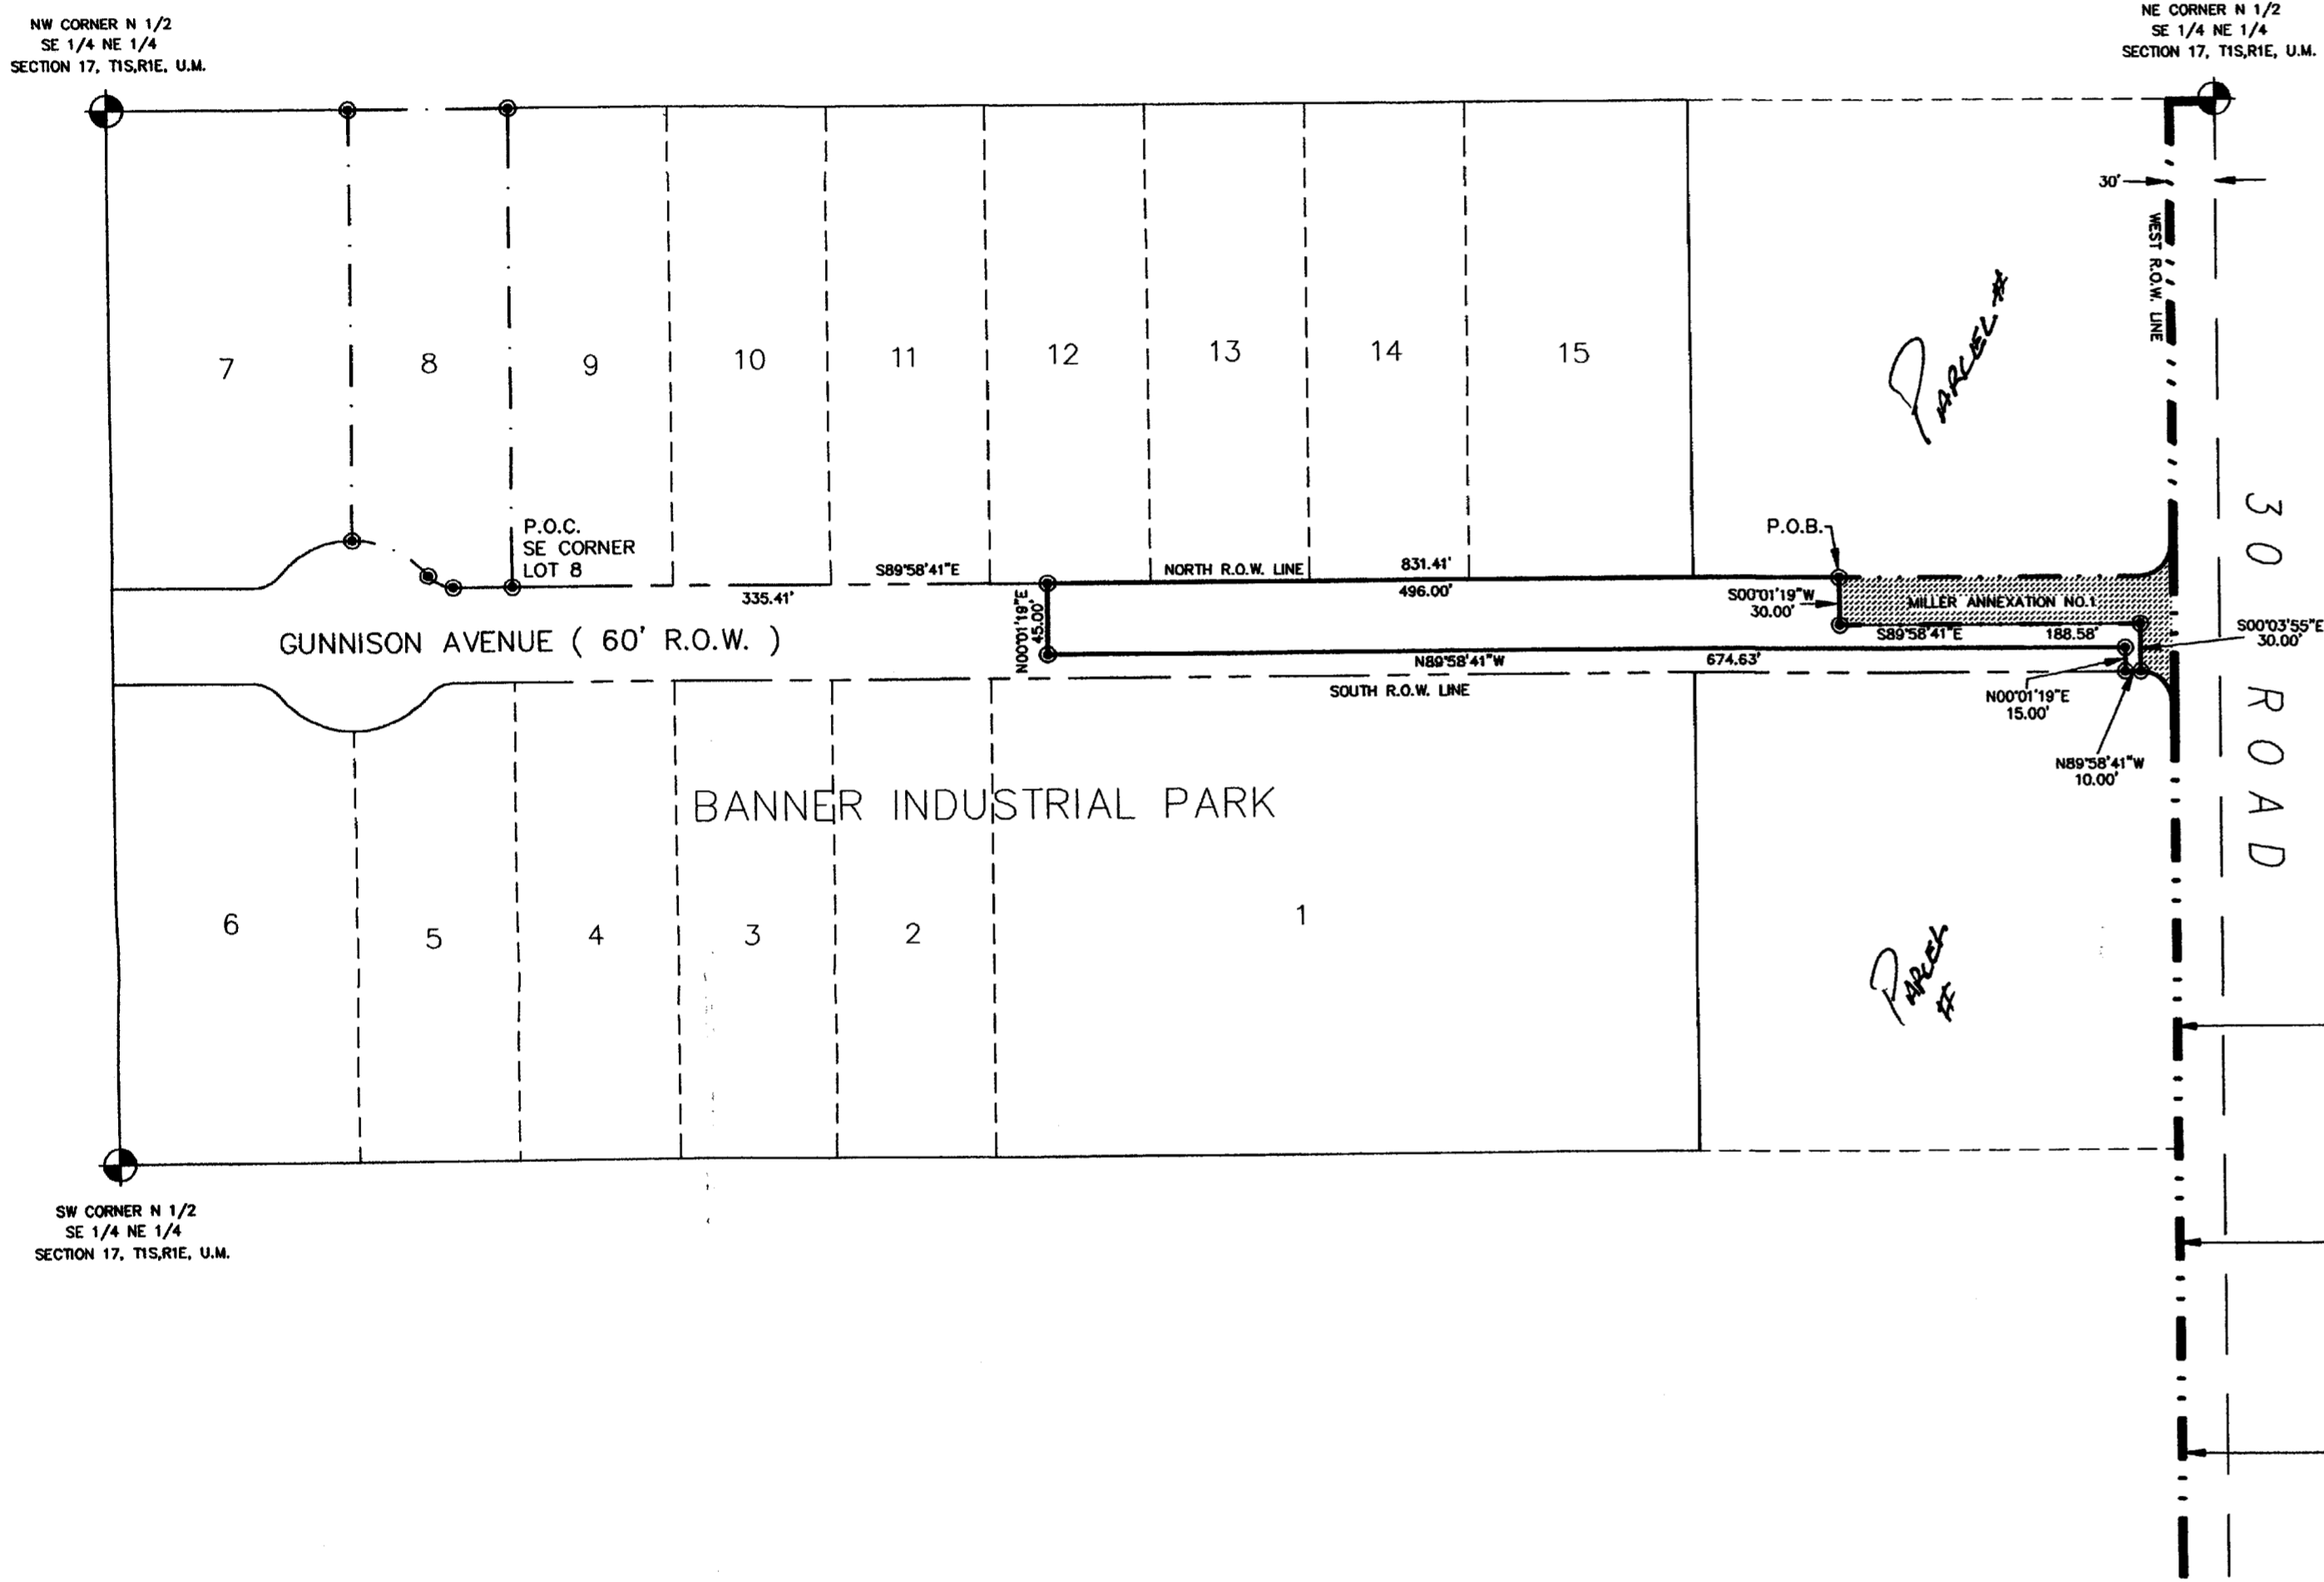 NW CORNER N 1/2
SE 1/4 NE 1/4
SECTION 17, T1S,R1E, U.M.
NE CORNER N 1/2
SE 1/4 NE 1/4
SECTION 17, T1S,R1E, U.M.
30'
WEST R.O.W. LINE
7
8
9
10
11
12
13
14
15
PARCEL #
30 ROAD
P.O.C.
SE CORNER
LOT 8
P.O.B.
S89°58'41"E
NORTH R.O.W. LINE
831.41'
335.41'
496.00'
S00°01'19"W
30.00'
MILLER ANNEXATION NO.1
N00°01'19"E
45.00'
S89°58'41"E
188.58'
S00°03'55"E
30.00'
GUNNISON AVENUE ( 60' R.O.W. )
N89°58'41"W
674.63'
SOUTH R.O.W. LINE
N00°01'19"E
15.00'
N89°58'41"W
10.00'
BANNER INDUSTRIAL PARK
6
5
4
3
2
1
PARCEL
#
SW CORNER N 1/2
SE 1/4 NE 1/4
SECTION 17, T1S,R1E, U.M.